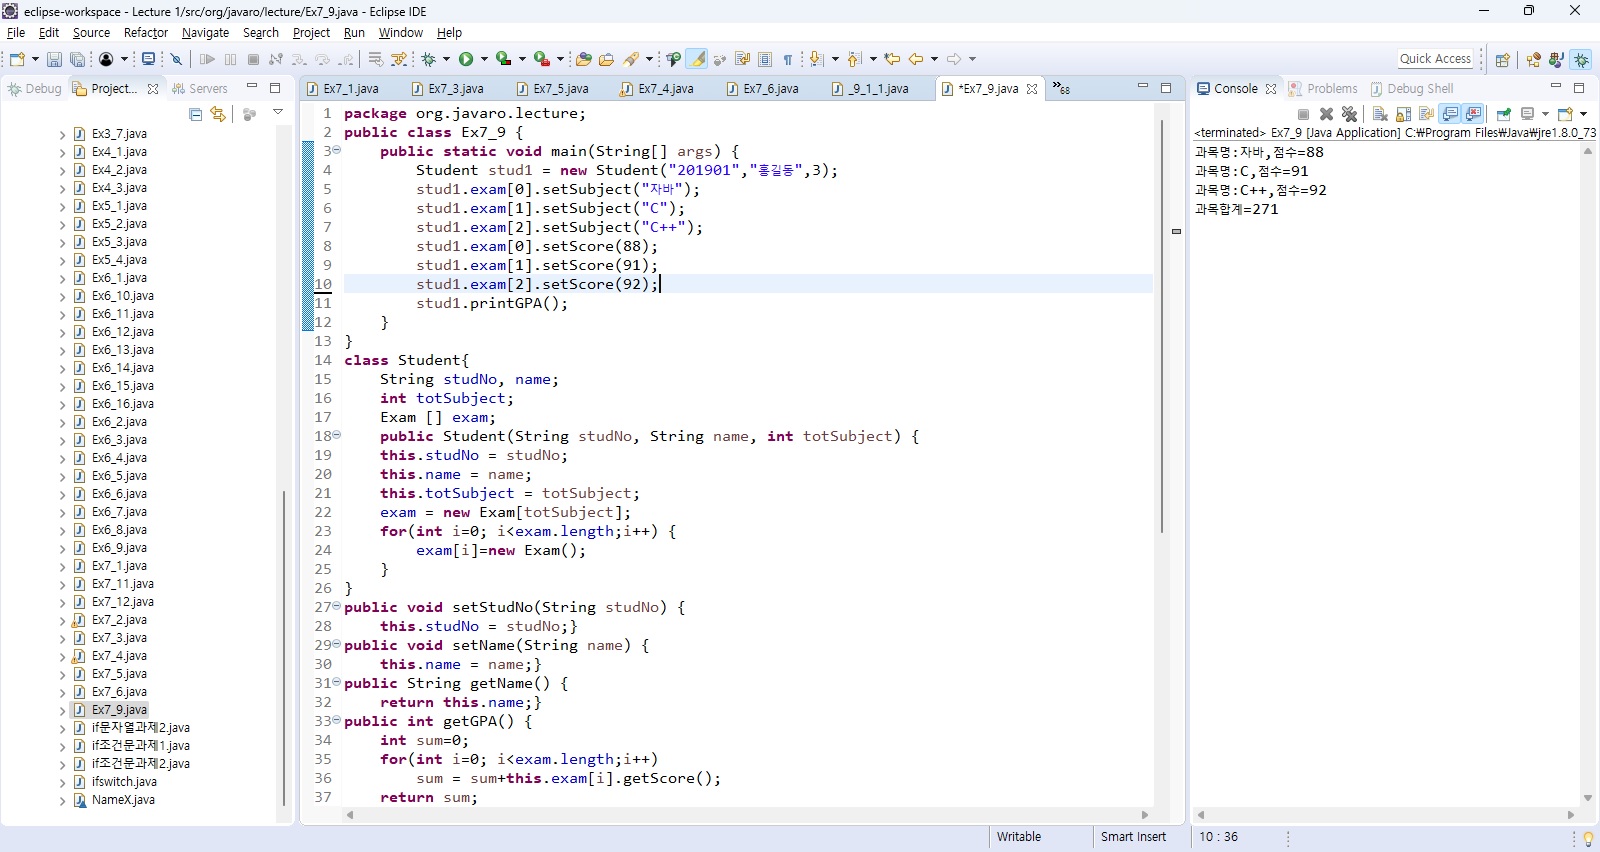 eclipse-workspace - Lecture 1/src/org/javaro/lecture/Ex7_9.java - Eclipse IDE
File Edit Source Refactor Navigate Search Project Run Window Help
Quick Access
Debug Project... Servers
Ex3_7.java
Ex4_1.java
Ex4_2.java
Ex4_3.java
Ex5_1.java
Ex5_2.java
Ex5_3.java
Ex5_4.java
Ex6_1.java
Ex6_10.java
Ex6_11.java
Ex6_12.java
Ex6_13.java
Ex6_14.java
Ex6_15.java
Ex6_16.java
Ex6_2.java
Ex6_3.java
Ex6_4.java
Ex6_5.java
Ex6_6.java
Ex6_7.java
Ex6_8.java
Ex6_9.java
Ex7_1.java
Ex7_11.java
Ex7_12.java
Ex7_2.java
Ex7_3.java
Ex7_4.java
Ex7_5.java
Ex7_6.java
Ex7_9.java
if문자열과제2.java
if조건문과제1.java
if조건문과제2.java
ifswitch.java
NameX.java
Ex7_1.java Ex7_3.java Ex7_5.java Ex7_4.java Ex7_6.java _9_1_1.java *Ex7_9.java »68
1 package org.javaro.lecture;
2 public class Ex7_9 {
3 public static void main(String[] args) {
4 Student stud1 = new Student("201901","홍길동",3);
5 stud1.exam[0].setSubject("자바");
6 stud1.exam[1].setSubject("C");
7 stud1.exam[2].setSubject("C++");
8 stud1.exam[0].setScore(88);
9 stud1.exam[1].setScore(91);
10 stud1.exam[2].setScore(92);
11 stud1.printGPA();
12 }
13 }
14 class Student{
15 String studNo, name;
16 int totSubject;
17 Exam [] exam;
18 public Student(String studNo, String name, int totSubject) {
19 this.studNo = studNo;
20 this.name = name;
21 this.totSubject = totSubject;
22 exam = new Exam[totSubject];
23 for(int i=0; i<exam.length;i++) {
24 exam[i]=new Exam();
25 }
26 }
27 public void setStudNo(String studNo) {
28 this.studNo = studNo;}
29 public void setName(String name) {
30 this.name = name;}
31 public String getName() {
32 return this.name;}
33 public int getGPA() {
34 int sum=0;
35 for(int i=0; i<exam.length;i++)
36 sum = sum+this.exam[i].getScore();
37 return sum;
Console Problems Debug Shell
<terminated> Ex7_9 [Java Application] C:₩Program Files₩Java₩jre1.8.0_73
과목명:자바,점수=88
과목명:C,점수=91
과목명:C++,점수=92
과목합계=271
Writable Smart Insert 10 : 36